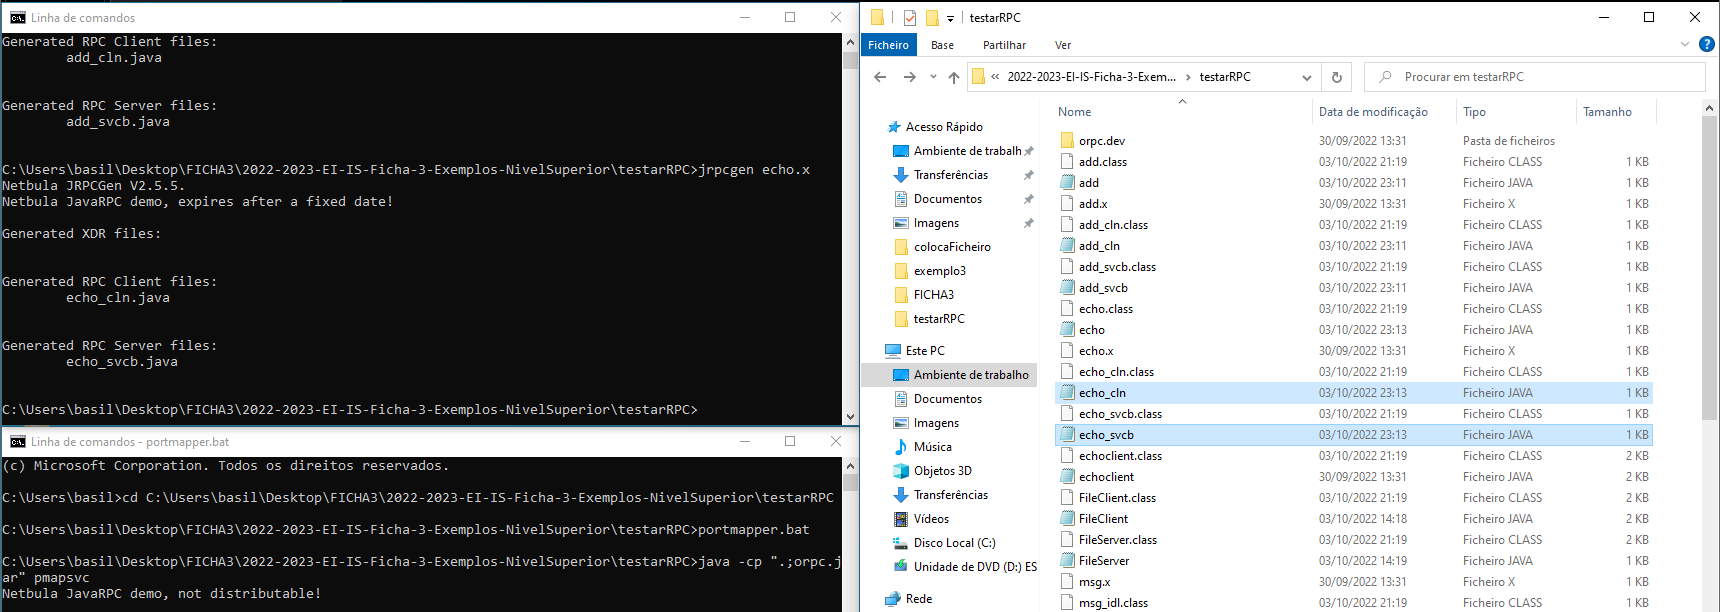 Linha de comandos
Generated RPC Client files:
add_cln.java
Generated RPC Server files:
add_svcb.java
C:\Users\basil\Desktop\FICHA3\2022-2023-EI-IS-Ficha-3-Exemplos-NivelSuperior\testarRPC>jrpcgen echo.x
Netbula JRPCGen V2.5.5.
Netbula JavaRPC demo, expires after a fixed date!
Generated XDR files:
Generated RPC Client files:
echo_cln.java
Generated RPC Server files:
echo_svcb.java
C:\Users\basil\Desktop\FICHA3\2022-2023-EI-IS-Ficha-3-Exemplos-NivelSuperior\testarRPC>
Linha de comandos - portmapper.bat
(c) Microsoft Corporation. Todos os direitos reservados.
C:\Users\basil>cd C:\Users\basil\Desktop\FICHA3\2022-2023-EI-IS-Ficha-3-Exemplos-NivelSuperior\testarRPC
C:\Users\basil\Desktop\FICHA3\2022-2023-EI-IS-Ficha-3-Exemplos-NivelSuperior\testarRPC>portmapper.bat
C:\Users\basil\Desktop\FICHA3\2022-2023-EI-IS-Ficha-3-Exemplos-NivelSuperior\testarRPC>java -cp ".;orpc.j
ar" pmapsvc
Netbula JavaRPC demo, not distributable!
testarRPC
Ficheiro Base Partilhar Ver
« 2022-2023-EI-IS-Ficha-3-Exem... › testarRPC
Procurar em testarRPC
Acesso Rápido
Ambiente de trabalh
Transferências
Documentos
Imagens
colocaFicheiro
exemplo3
FICHA3
testarRPC
Este PC
Ambiente de trabalho
Documentos
Imagens
Música
Objetos 3D
Transferências
Vídeos
Disco Local (C:)
Unidade de DVD (D:) ES
Rede
Nome Data de modificação Tipo Tamanho
orpc.dev 30/09/2022 13:31 Pasta de ficheiros
add.class 03/10/2022 21:19 Ficheiro CLASS 1 KB
add 03/10/2022 23:11 Ficheiro JAVA 1 KB
add.x 30/09/2022 13:31 Ficheiro X 1 KB
add_cln.class 03/10/2022 21:19 Ficheiro CLASS 1 KB
add_cln 03/10/2022 23:11 Ficheiro JAVA 1 KB
add_svcb.class 03/10/2022 21:19 Ficheiro CLASS 1 KB
add_svcb 03/10/2022 23:11 Ficheiro JAVA 1 KB
echo.class 03/10/2022 21:19 Ficheiro CLASS 1 KB
echo 03/10/2022 23:13 Ficheiro JAVA 1 KB
echo.x 30/09/2022 13:31 Ficheiro X 1 KB
echo_cln.class 03/10/2022 21:19 Ficheiro CLASS 1 KB
echo_cln 03/10/2022 23:13 Ficheiro JAVA 1 KB
echo_svcb.class 03/10/2022 21:19 Ficheiro CLASS 1 KB
echo_svcb 03/10/2022 23:13 Ficheiro JAVA 1 KB
echoclient.class 03/10/2022 21:19 Ficheiro CLASS 2 KB
echoclient 30/09/2022 13:31 Ficheiro JAVA 2 KB
FileClient.class 03/10/2022 21:19 Ficheiro CLASS 2 KB
FileClient 03/10/2022 14:18 Ficheiro JAVA 2 KB
FileServer.class 03/10/2022 21:19 Ficheiro CLASS 2 KB
FileServer 03/10/2022 14:19 Ficheiro JAVA 1 KB
msg.x 30/09/2022 13:31 Ficheiro X 1 KB
msg_idl.class 03/10/2022 21:19 Ficheiro CLASS 1 KB